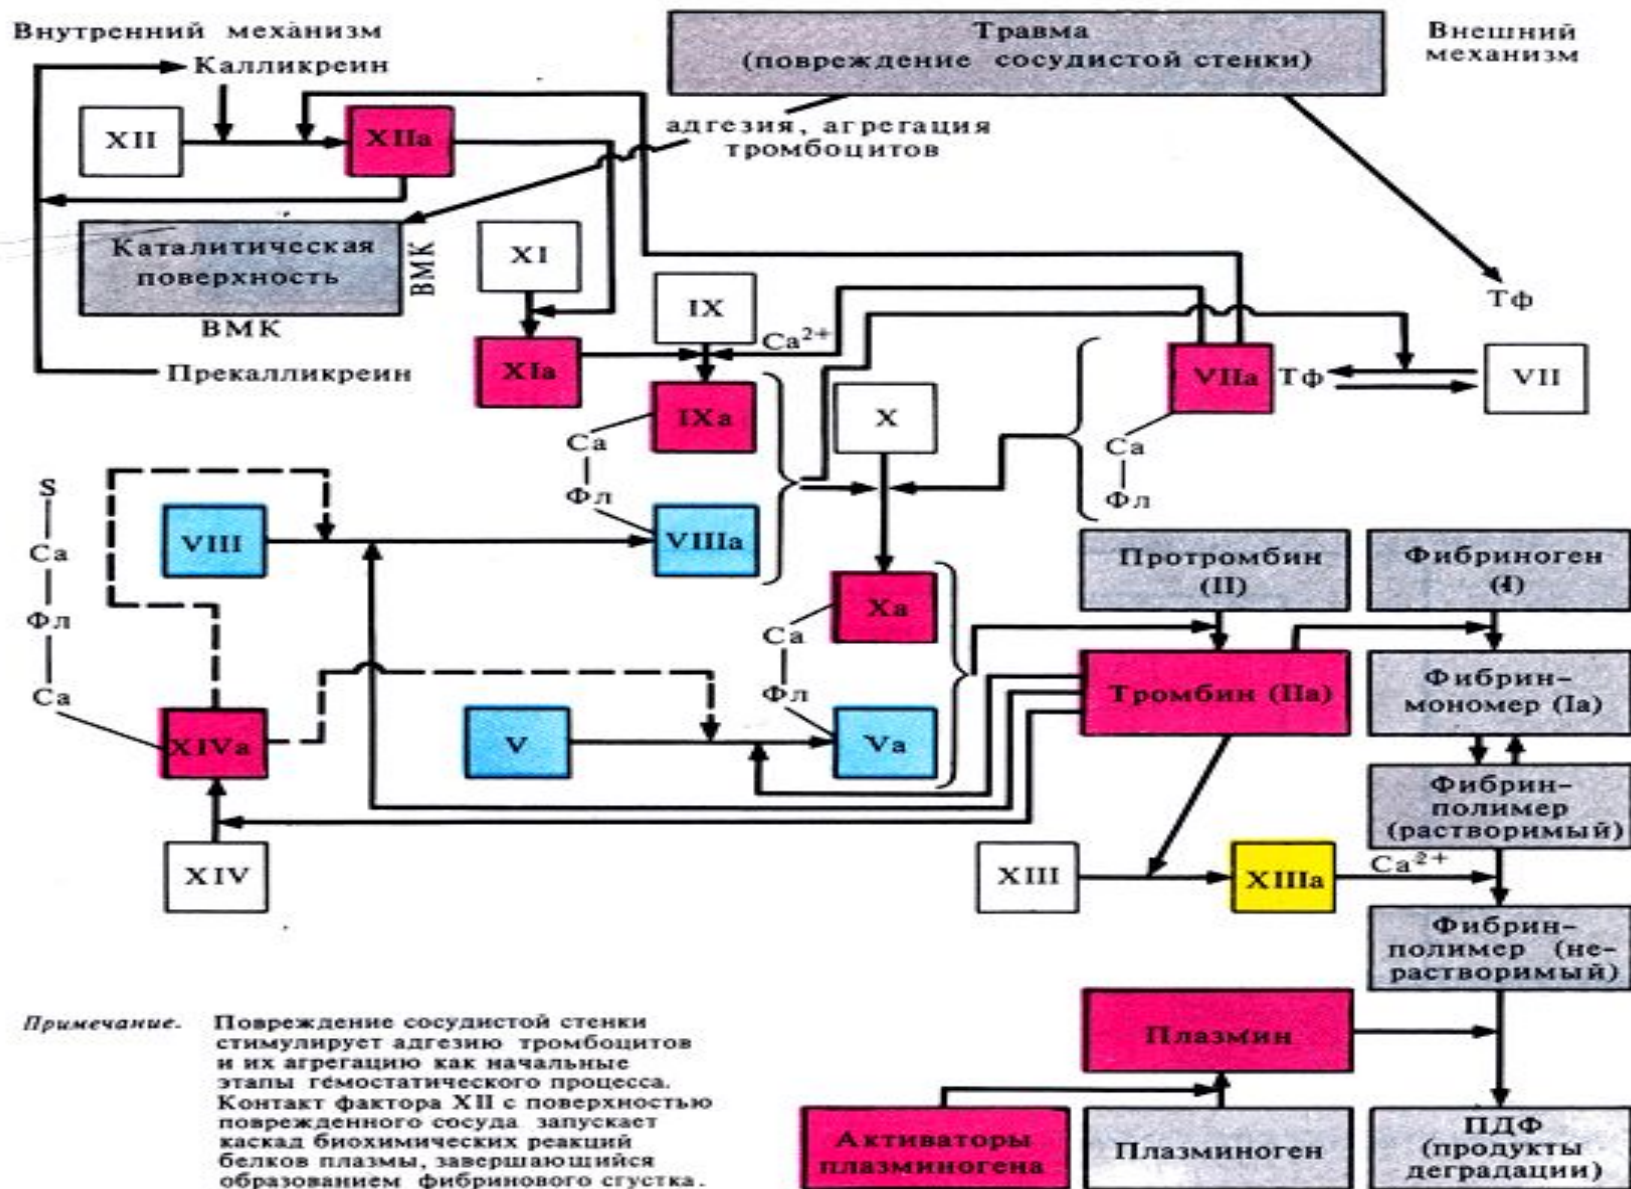 Внутренний механизм
Травма
(повреждение сосудистой стенки)
Внешний
механизм
Калликреин
XII
XIIa
адгезия, агрегация
тромбоцитов
Каталитическая
поверхность
ВМК
ВМК
XI
IX
Ca²⁺
Тф
Прекалликреин
XIa
VIIa
Тф
VII
IXa
X
Ca
Фл
Ca
Фл
S
Ca
Фл
Ca
VIII
VIIIa
Протромбин
(II)
Фибриноген
(I)
Xa
Ca
Фл
Тромбин (IIa)
Фибрин-
мономер (Ia)
XIVa
V
Va
Фибрин-
полимер
(растворимый)
XIV
XIII
XIIIa
Ca²⁺
Фибрин-
полимер (не-
растворимый)
Примечание. Повреждение сосудистой стенки
стимулирует адгезию тромбоцитов
и их агрегацию как начальные
этапы гемостатического процесса.
Контакт фактора XII с поверхностью
поврежденного сосуда запускает
каскад биохимических реакций
белков плазмы, завершающийся
образованием фибринового сгустка.
Плазмин
Активаторы
плазминогена
Плазминоген
ПДФ
(продукты
деградации)